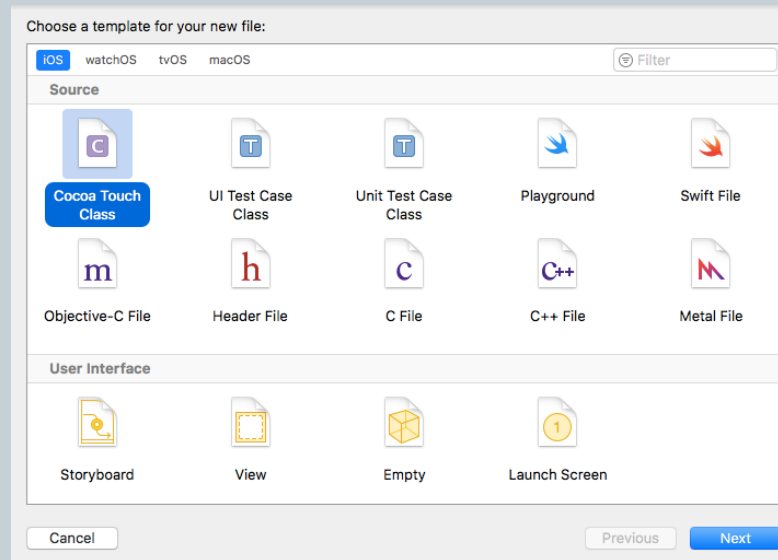 Choose a template for your new file:
iOS watchOS tvOS macOS Filter
Source
C T T
Cocoa Touch Class
UI Test Case Class
Unit Test Case Class
Playground
Swift File
m h c C++
Objective-C File
Header File
C File
C++ File
Metal File
User Interface
1
Storyboard
View
Empty
Launch Screen
Cancel Previous Next